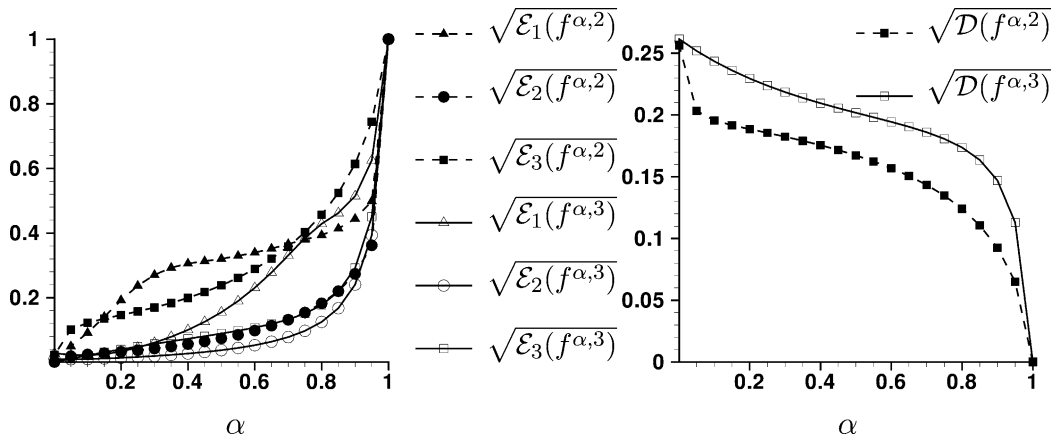 1
0.8
0.6
0.4
0.2
0.2 0.4 0.6 0.8 1
α
√ℰ₁(f^{α,2})
√ℰ₂(f^{α,2})
√ℰ₃(f^{α,2})
√ℰ₁(f^{α,3})
√ℰ₂(f^{α,3})
√ℰ₃(f^{α,3})
0.25
0.2
0.15
0.1
0.05
0
0.2 0.4 0.6 0.8 1
α
√𝒟(f^{α,2})
√𝒟(f^{α,3})